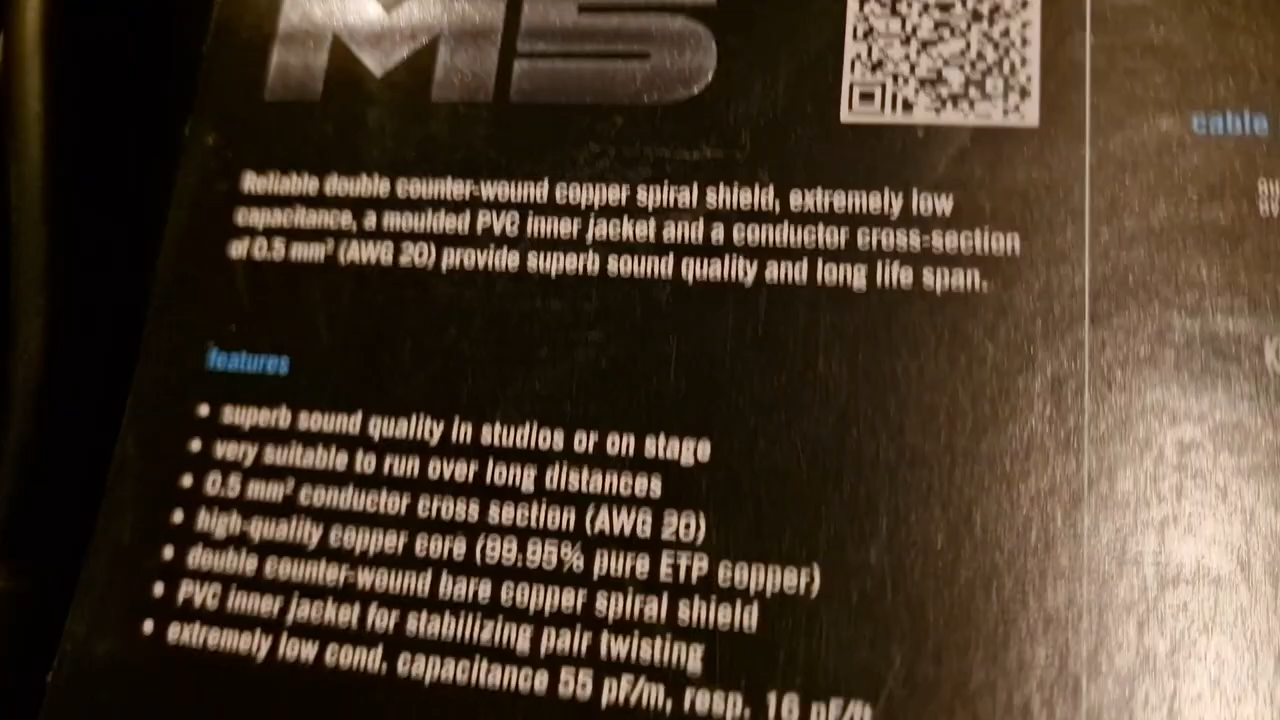 M5
cable
Reliable double counter-wound copper spiral shield, extremely low
capacitance, a moulded PVC inner jacket and a conductor cross-section
of 0.5 mm² (AWG 20) provide superb sound quality and long life span.
features
• superb sound quality in studios or on stage
• very suitable to run over long distances
• 0.5 mm² conductor cross section (AWG 20)
• high-quality copper core (99.95% pure ETP copper)
• double counter-wound bare copper spiral shield
• PVC inner jacket for stabilizing pair twisting
• extremely low cond. capacitance 55 pF/m, resp. 16 pF/ft